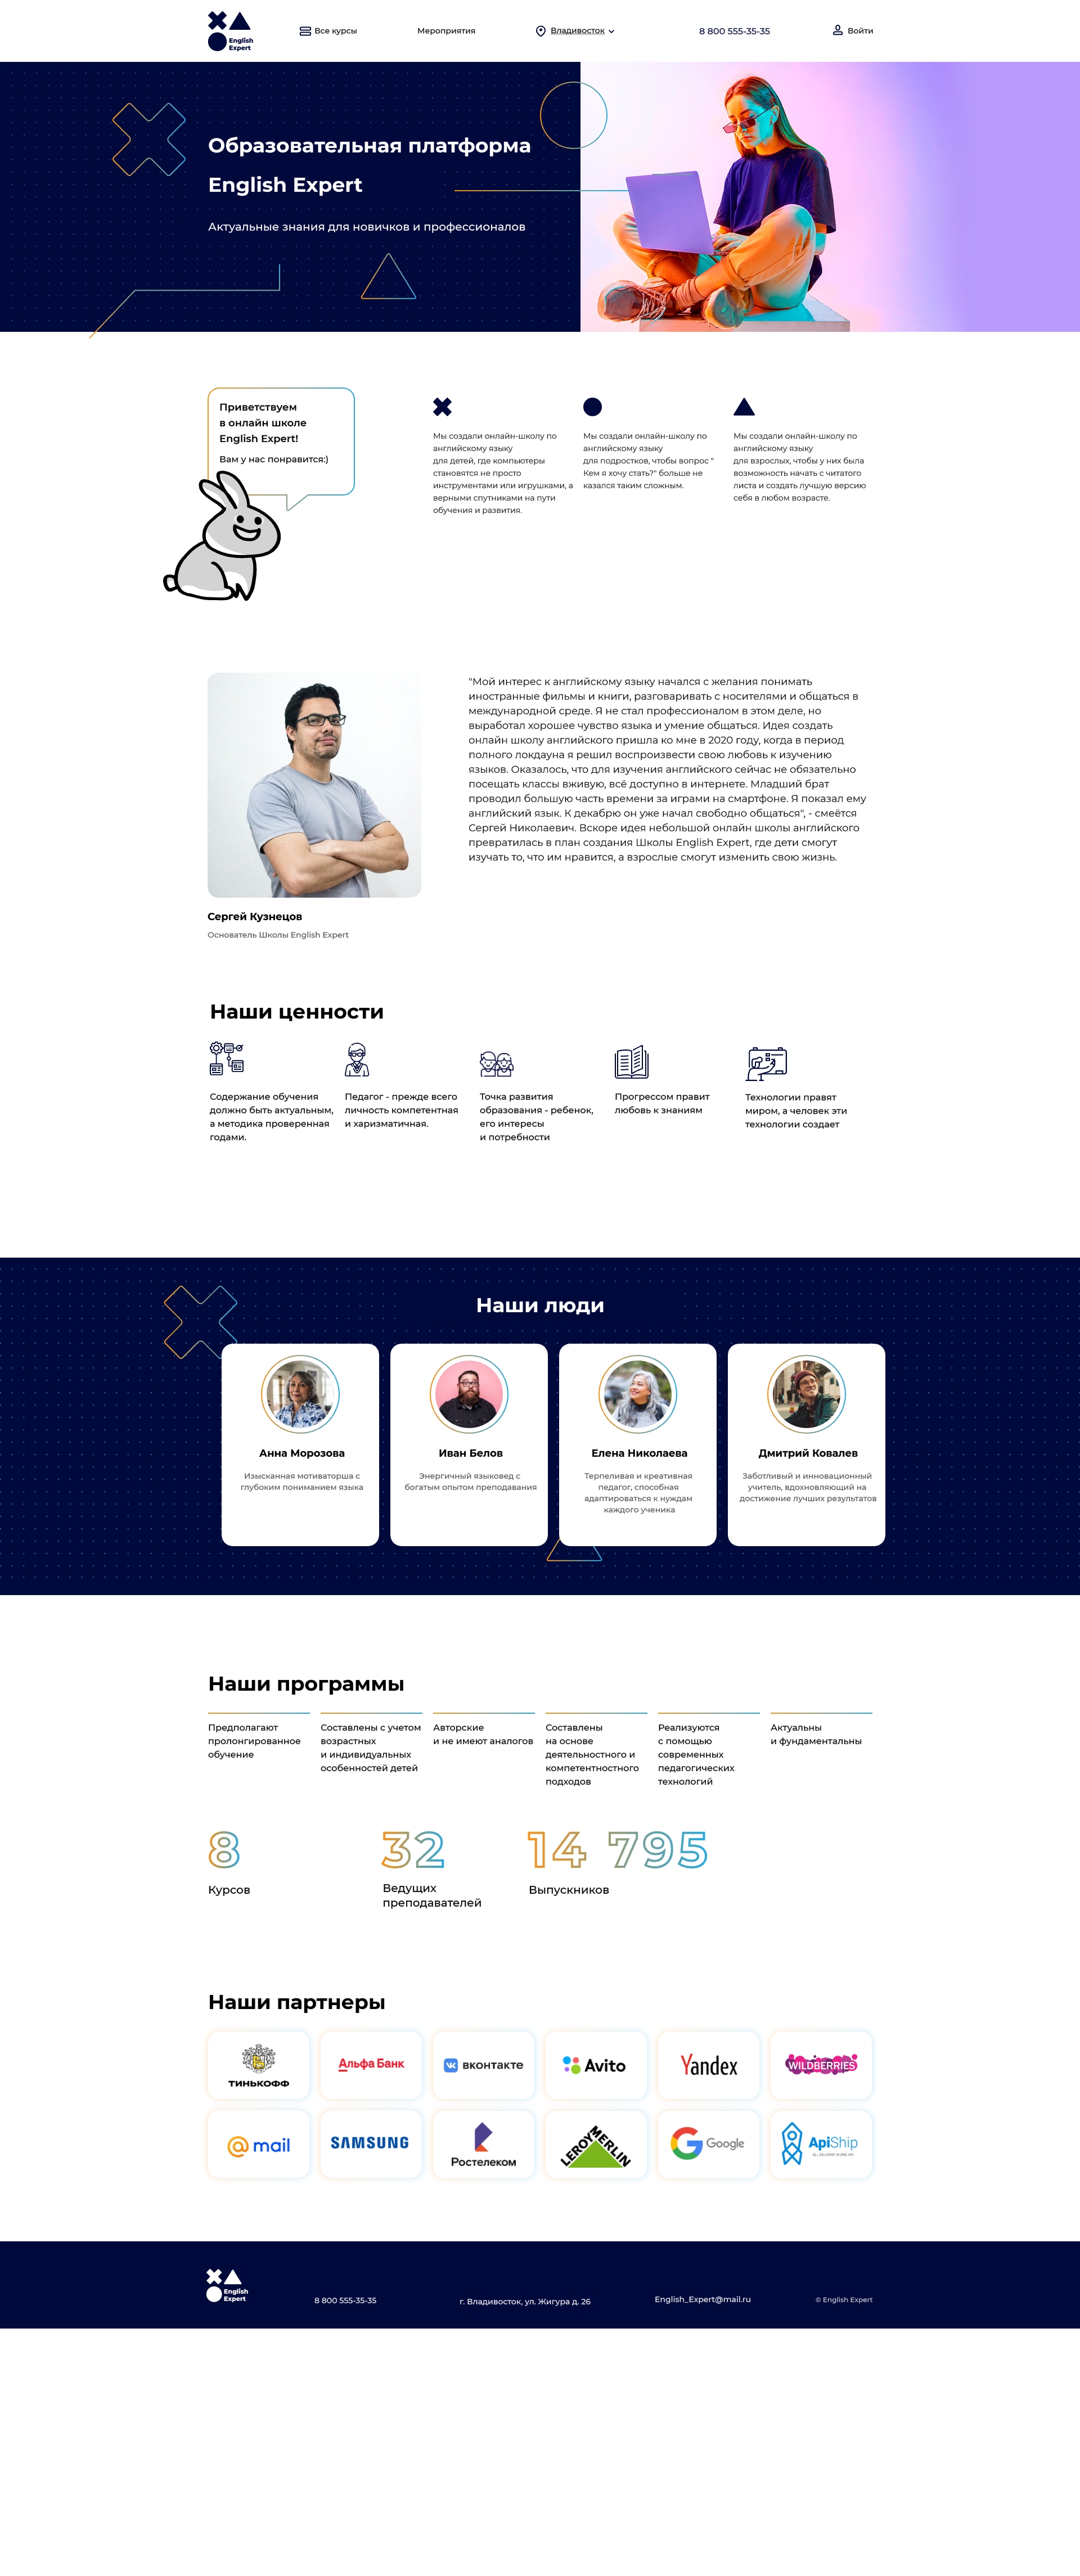 English
Expert
Все курсы
Мероприятия
Владивосток
8 800 555-35-35
Войти
Образовательная платформа
English Expert
Актуальные знания для новичков и профессионалов
Приветствуем
в онлайн школе
English Expert!
Вам у нас понравится:)
Мы создали онлайн-школу по
английскому языку
для детей, где компьютеры
становятся не просто
инструментами или игрушками, а
верными спутниками на пути
обучения и развития.
Мы создали онлайн-школу по
английскому языку
для подростков, чтобы вопрос "
Кем я хочу стать?" больше не
казался таким сложным.
Мы создали онлайн-школу по
английскому языку
для взрослых, чтобы у них была
возможность начать с читатого
листа и создать лучшую версию
себя в любом возрасте.
"Мой интерес к английскому языку начался с желания понимать
иностранные фильмы и книги, разговаривать с носителями и общаться в
международной среде. Я не стал профессионалом в этом деле, но
выработал хорошее чувство языка и умение общаться. Идея создать
онлайн школу английского пришла ко мне в 2020 году, когда в период
полного локдауна я решил воспроизвести свою любовь к изучению
языков. Оказалось, что для изучения английского сейчас не обязательно
посещать классы вживую, всё доступно в интернете. Младший брат
проводил большую часть времени за играми на смартфоне. Я показал ему
английский язык. К декабрю он уже начал свободно общаться", - смеётся
Сергей Николаевич. Вскоре идея небольшой онлайн школы английского
превратилась в план создания Школы English Expert, где дети смогут
изучать то, что им нравится, а взрослые смогут изменить свою жизнь.
Сергей Кузнецов
Основатель Школы English Expert
Наши ценности
Содержание обучения
должно быть актуальным,
а методика проверенная
годами.
Педагог - прежде всего
личность компетентная
и харизматичная.
Точка развития
образования - ребенок,
его интересы
и потребности
Прогрессом правит
любовь к знаниям
Технологии правят
миром, а человек эти
технологии создает
Наши люди
Анна Морозова
Изысканная мотиваторша с
глубоким пониманием языка
Иван Белов
Энергичный языковед с
богатым опытом преподавания
Елена Николаева
Терпеливая и креативная
педагог, способная
адаптироваться к нуждам
каждого ученика
Дмитрий Ковалев
Заботливый и инновационный
учитель, вдохновляющий на
достижение лучших результатов
Наши программы
Предполагают
пролонгированное
обучение
Составлены с учетом
возрастных
и индивидуальных
особенностей детей
Авторские
и не имеют аналогов
Составлены
на основе
деятельностного и
компетентностного
подходов
Реализуются
с помощью
современных
педагогических
технологий
Актуальны
и фундаментальны
8
Курсов
32
Ведущих
преподавателей
14 795
Выпускников
Наши партнеры
ТИНЬКОФФ
Альфа Банк
вконтакте
Avito
Yandex
WILDBERRIES
@mail
SAMSUNG
Ростелеком
LEROY MERLIN
Google
ApiShip
English
Expert
8 800 555-35-35
г. Владивосток, ул. Жигура д. 26
English_Expert@mail.ru
© English Expert